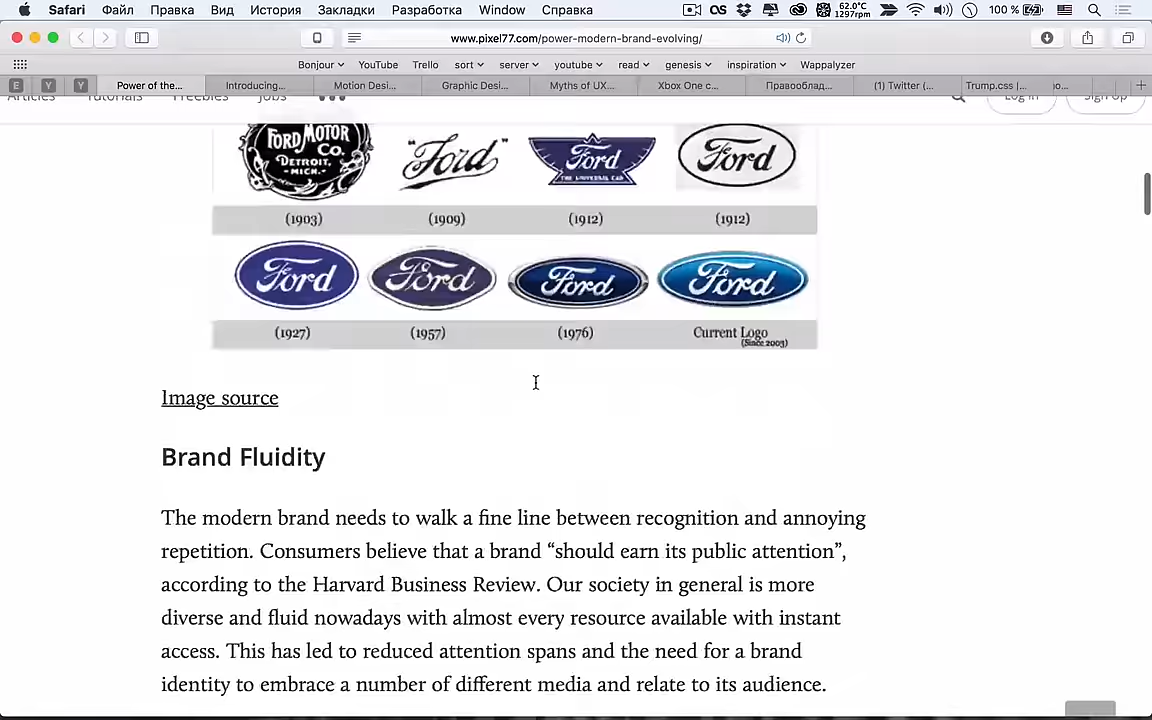 Safari Файл Правка Вид История Закладки Разработка Window Справка 62.0°C 1297rpm 100 %
www.pixel77.com/power-modern-brand-evolving/
Bonjour YouTube Trello sort server youtube read genesis inspiration Wappalyzer
E Y Y Power of the... Introducing... Motion Desi... Graphic Desi... Myths of UX... Xbox One c... Правооблад... (1) Twitter (... Trump.css |...
Articles Tutorials Freebies Jobs Log in Sign Up
FORD MOTOR Co. DETROIT, -MICH.- "Ford" Ford THE UNIVERSAL CAR Ford
(1903) (1909) (1912) (1912)
Ford Ford Ford Ford
(1927) (1957) (1976) Current Logo
(Since 2003)
Image source
Brand Fluidity
The modern brand needs to walk a fine line between recognition and annoying
repetition. Consumers believe that a brand “should earn its public attention”,
according to the Harvard Business Review. Our society in general is more
diverse and fluid nowadays with almost every resource available with instant
access. This has led to reduced attention spans and the need for a brand
identity to embrace a number of different media and relate to its audience.